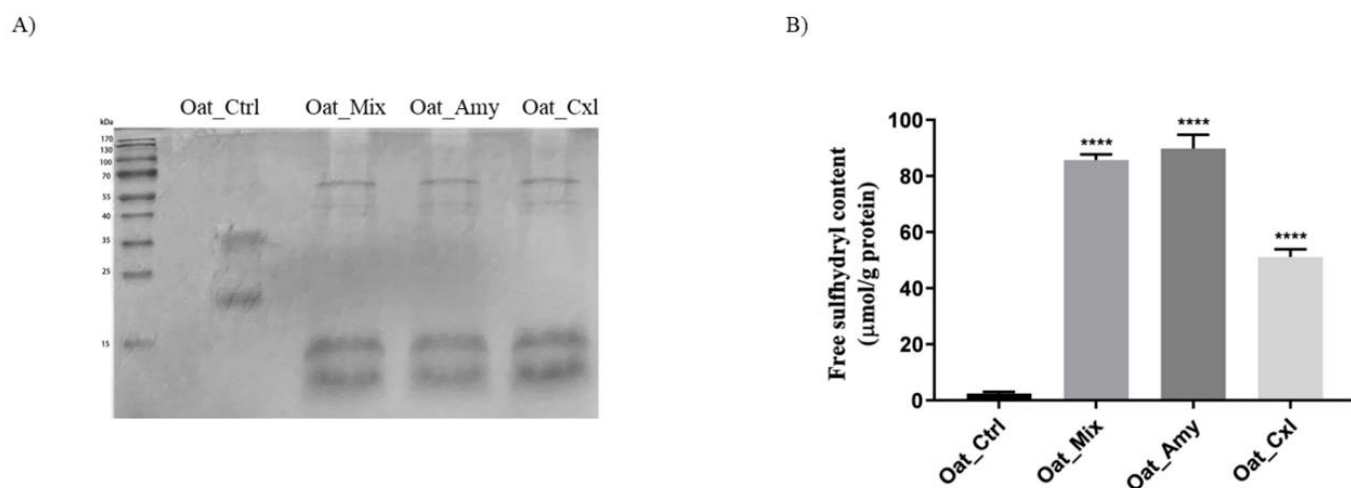 A)
B)
Oat_Ctrl Oat_Mix Oat_Amy Oat_Cxl
kDa
170
130
100
70
55
40
35
25
15
Free sulfhydryl content
(µmol/g protein)
100
80
60
40
20
0
****
****
****
Oat_Ctrl
Oat_Mix
Oat_Amy
Oat_Cxl